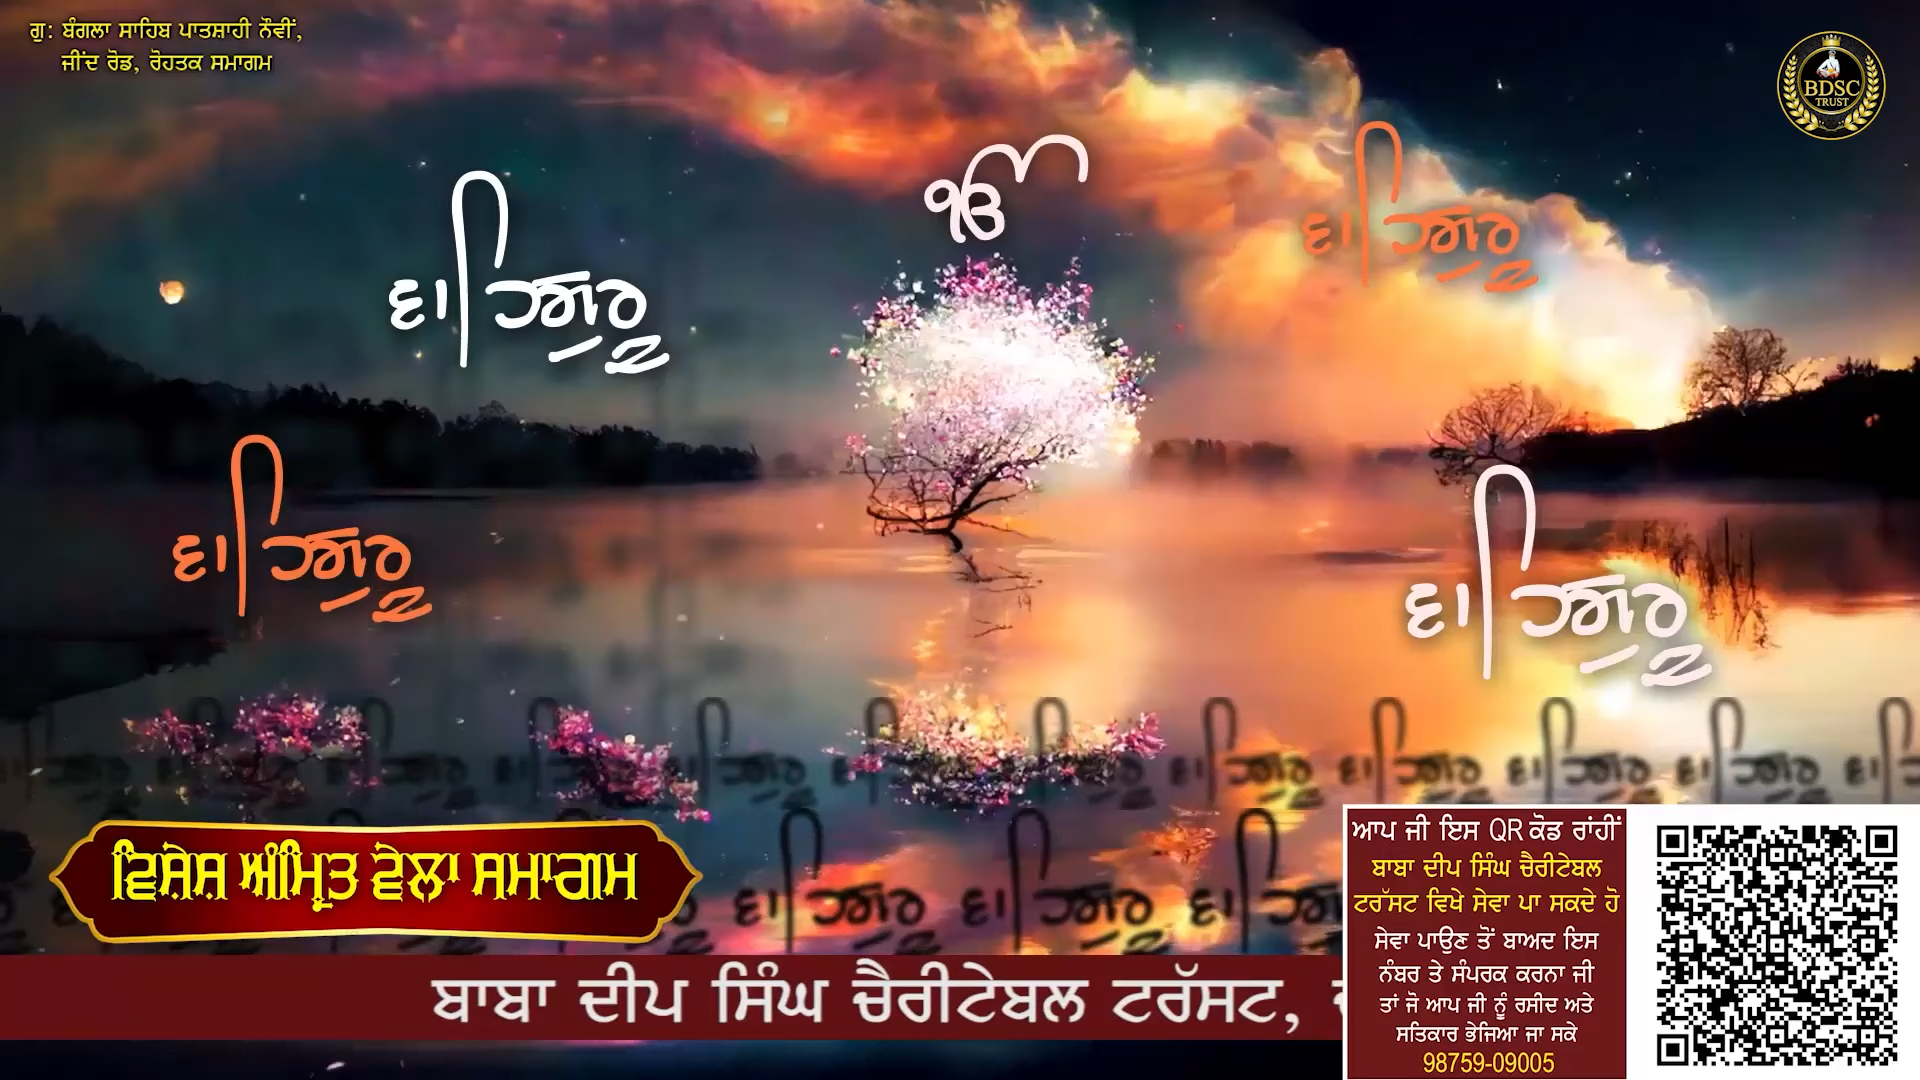 ਗੁ: ਬੰਗਲਾ ਸਾਹਿਬ ਪਾਤਸ਼ਾਹੀ ਨੌਵੀਂ,
ਜੀਂਦ ਰੋਡ, ਰੋਹਤਕ ਸਮਾਗਮ
BDSC
TRUST
ੴ
ਵਾਹਿਗੁਰੂ
ਵਾਹਿਗੁਰੂ
ਵਾਹਿਗੁਰੂ
ਵਾਹਿਗੁਰੂ
ਵਾਹਿਗੁਰੂ ਵਾਹਿਗੁਰੂ ਵਾਹਿਗੁਰੂ ਵਾਹਿਗੁਰੂ ਵਾਹਿਗੁਰੂ ਵਾਹਿਗੁਰੂ ਵਾਹਿਗੁਰੂ ਵਾਹਿਗੁਰੂ ਵਾਹਿਗੁਰੂ ਵਾਹਿਗੁਰੂ
ਵਾਹਿਗੁਰੂ ਵਾਹਿਗੁਰੂ
ਵਿਸ਼ੇਸ਼ ਅੰਮ੍ਰਿਤ ਵੇਲਾ ਸਮਾਗਮ
ਬਾਬਾ ਦੀਪ ਸਿੰਘ ਚੈਰੀਟੇਬਲ ਟਰੱਸਟ,
ਆਪ ਜੀ ਇਸ QR ਕੋਡ ਰਾਂਹੀਂ
ਬਾਬਾ ਦੀਪ ਸਿੰਘ ਚੈਰੀਟੇਬਲ
ਟਰੱਸਟ ਵਿਖੇ ਸੇਵਾ ਪਾ ਸਕਦੇ ਹੋ
ਸੇਵਾ ਪਾਉਣ ਤੋਂ ਬਾਅਦ ਇਸ
ਨੰਬਰ ਤੇ ਸੰਪਰਕ ਕਰਨਾ ਜੀ
ਤਾਂ ਜੋ ਆਪ ਜੀ ਨੂੰ ਰਸੀਦ ਅਤੇ
ਸਤਿਕਾਰ ਭੇਜਿਆ ਜਾ ਸਕੇ
98759-09005